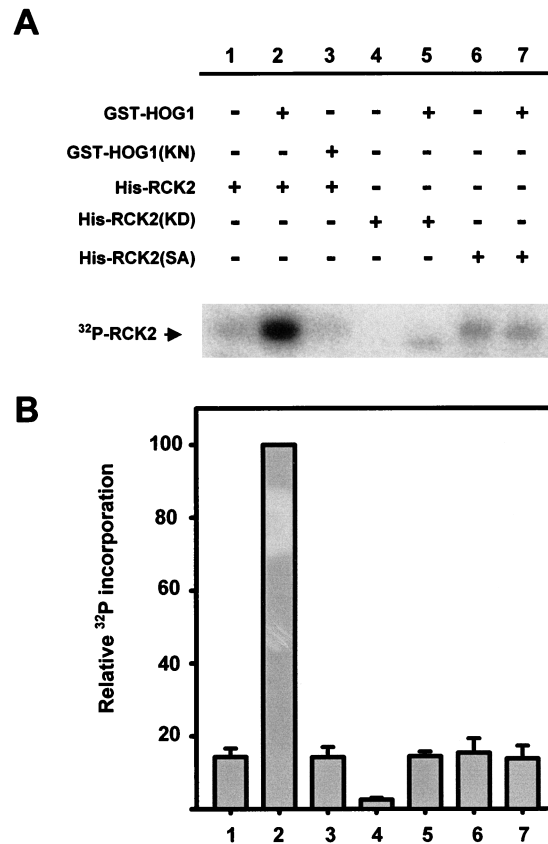 A
1 2 3 4 5 6 7
GST-HOG1 - + - - + - +
GST-HOG1(KN) - - + - - - -
His-RCK2 + + + - - - -
His-RCK2(KD) - - - + + - -
His-RCK2(SA) - - - - - + +
³²P-RCK2
B
Relative ³²P incorporation
100
80
60
40
20
1 2 3 4 5 6 7